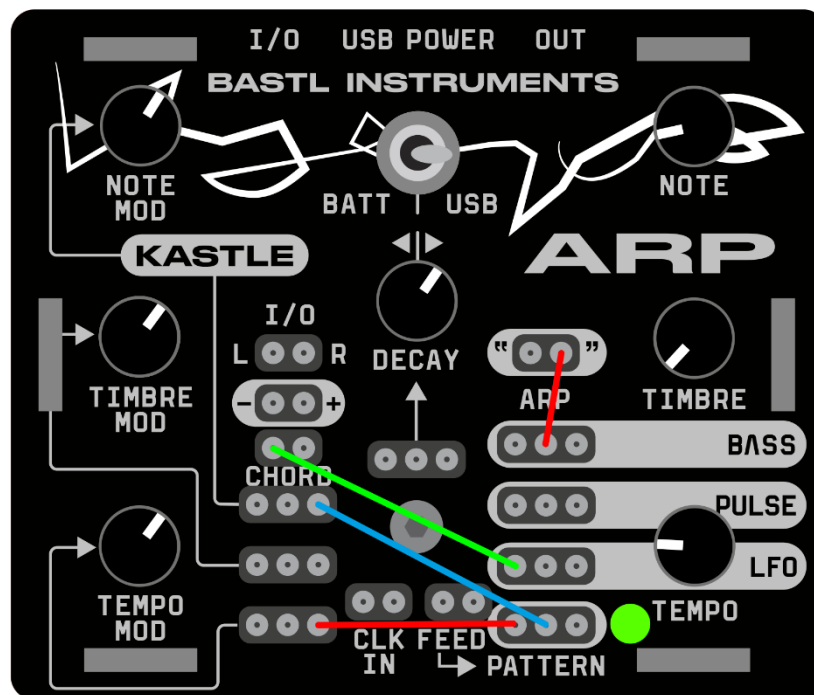 I/O USB POWER OUT
BASTL INSTRUMENTS
NOTE MOD
NOTE
BATT USB
KASTLE
ARP
I/O
L R
DECAY
“ ”
ARP
TIMBRE MOD
TIMBRE
- +
BASS
CHORD
PULSE
LFO
TEMPO MOD
TEMPO
CLK IN
FEED
PATTERN